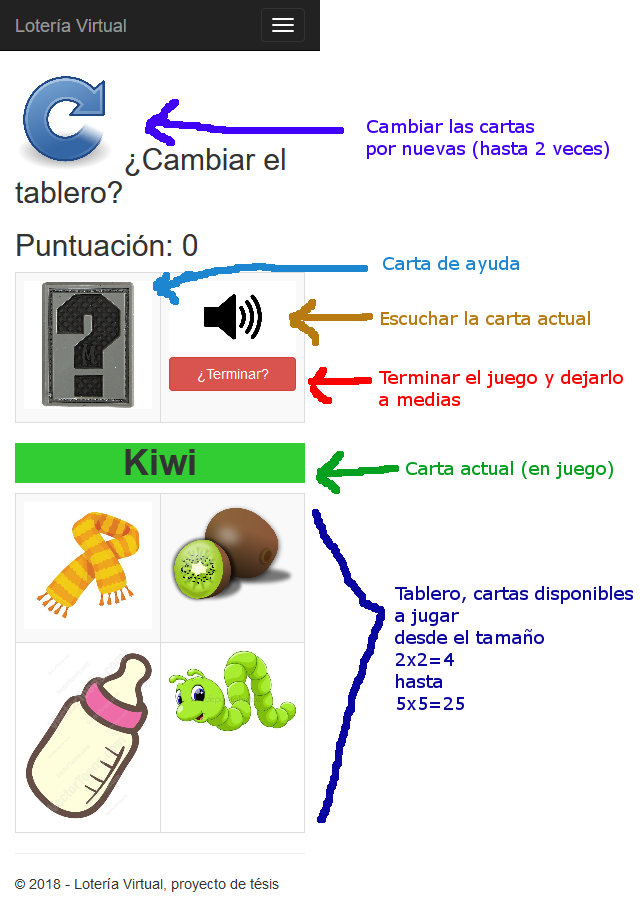 Lotería Virtual
Cambiar las cartas
por nuevas (hasta 2 veces)
¿Cambiar el
tablero?
Puntuación: 0
Carta de ayuda
Escuchar la carta actual
¿Terminar?
Terminar el juego y dejarlo
a medias
Kiwi
Carta actual (en juego)
Tablero, cartas disponibles
a jugar
desde el tamaño
2x2=4
hasta
5x5=25
© 2018 - Lotería Virtual, proyecto de tésis